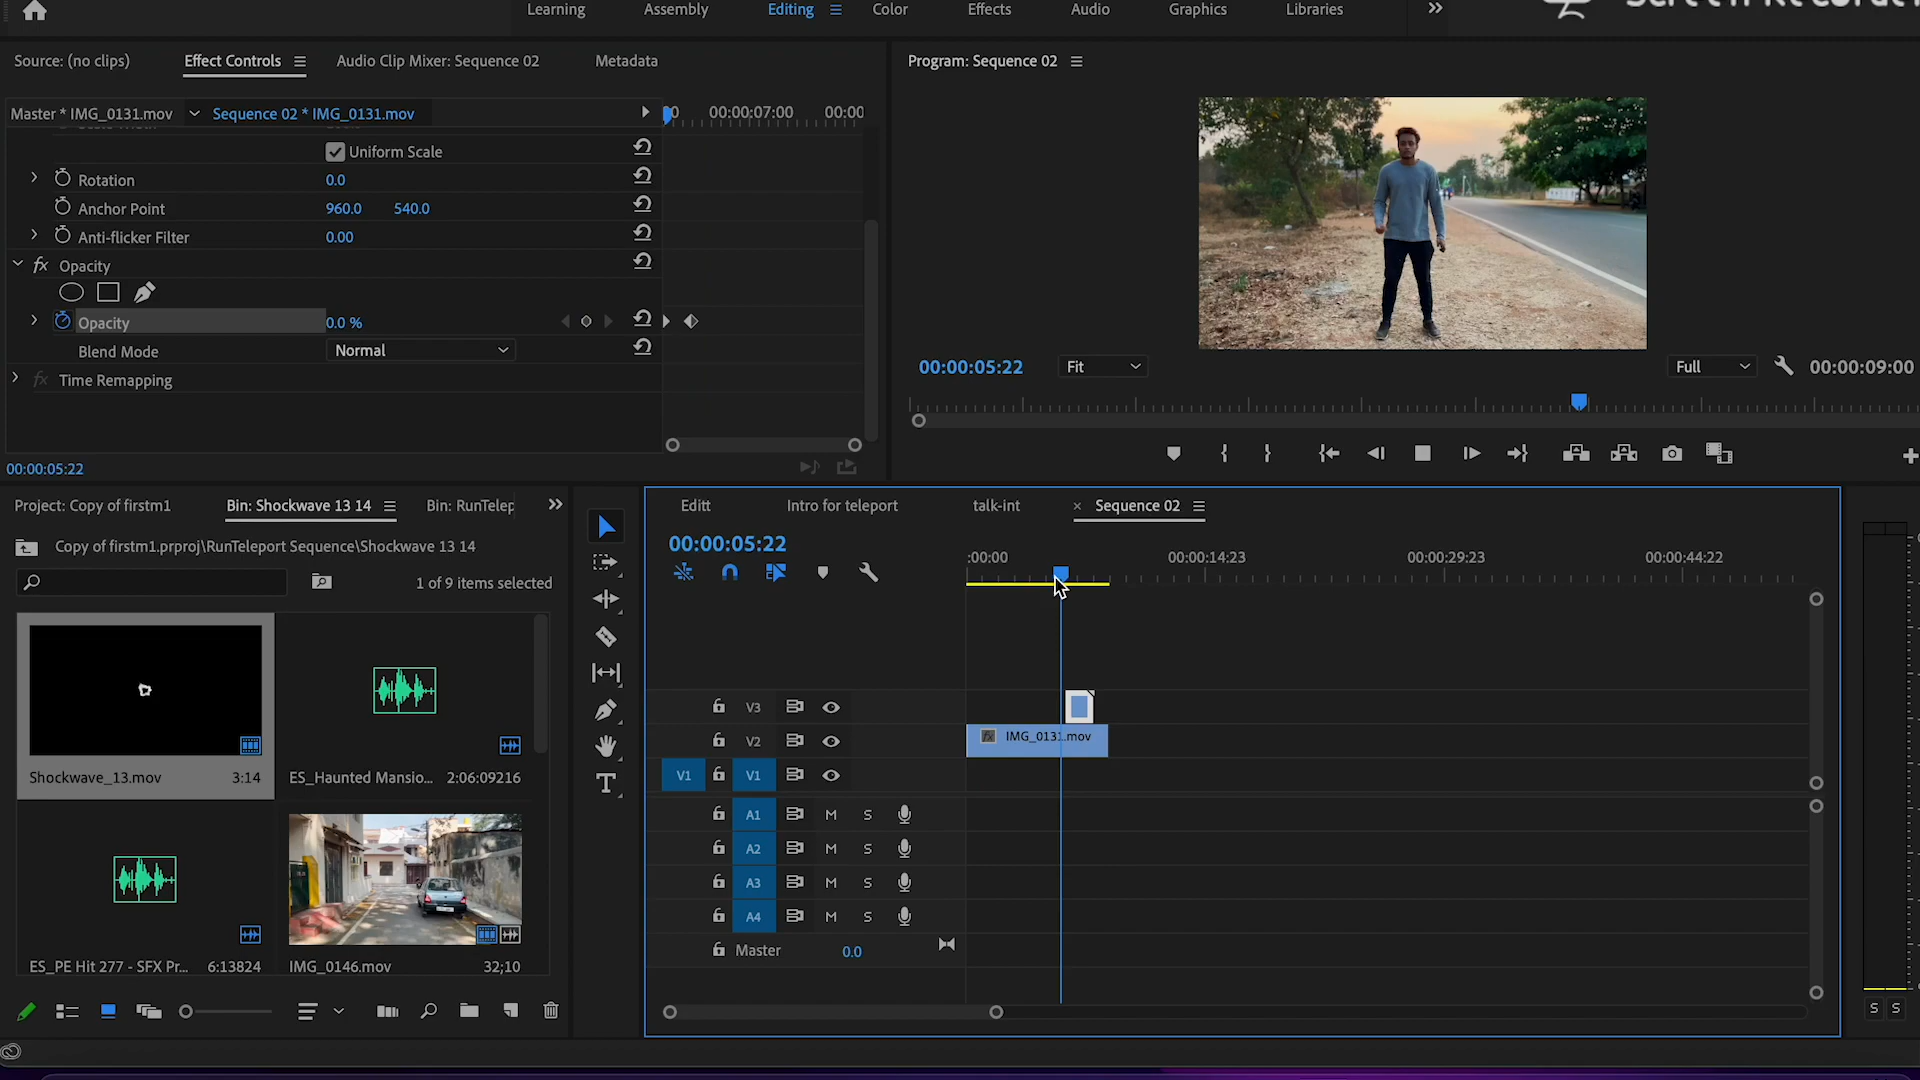 Learning
Assembly
Editing
Color
Effects
Audio
Graphics
Libraries
Source: (no clips)
Effect Controls
Audio Clip Mixer: Sequence 02
Metadata
Program: Sequence 02
Master * IMG_0131.mov
Sequence 02 * IMG_0131.mov
00:00:07:00
00:00
Uniform Scale
Rotation
0.0
Anchor Point
960.0
540.0
Anti-flicker Filter
0.00
fx Opacity
Opacity
0.0 %
Blend Mode
Normal
fx Time Remapping
00:00:05:22
00:00:05:22
Fit
Full
00:00:09:00
Project: Copy of firstm1
Bin: Shockwave 13 14
Bin: RunTelep
Copy of firstm1.prproj\RunTeleport Sequence\Shockwave 13 14
1 of 9 items selected
Shockwave_13.mov
3:14
ES_Haunted Mansio...
2:06:09216
ES_PE Hit 277 - SFX Pr...
6:13824
IMG_0146.mov
32;10
Editt
Intro for teleport
talk-int
× Sequence 02
00:00:05:22
:00:00
00:00:14:23
00:00:29:23
00:00:44:22
V3
V2
fx IMG_0131.mov
V1
V1
A1 M S
A2 M S
A3 M S
A4 M S
Master
0.0
S S